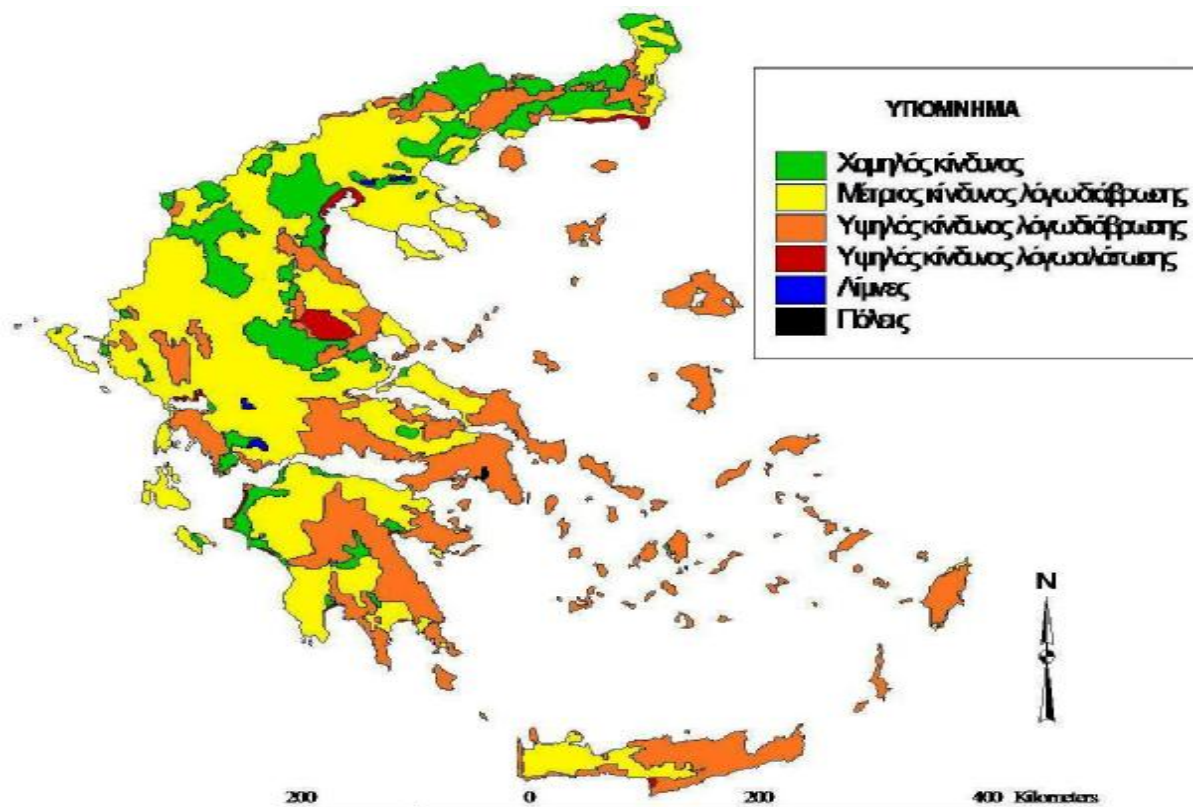 ΥΠΟΜΝΗΜΑ
Χαμηλός κίνδυνος
Μέτριος κίνδυνος λόγω διάβρωσης
Υψηλός κίνδυνος λόγω διάβρωσης
Υψηλός κίνδυνος λόγω αλάτωσης
Λίμνες
Πόλεις
N
200 0 200 400 Kilometers